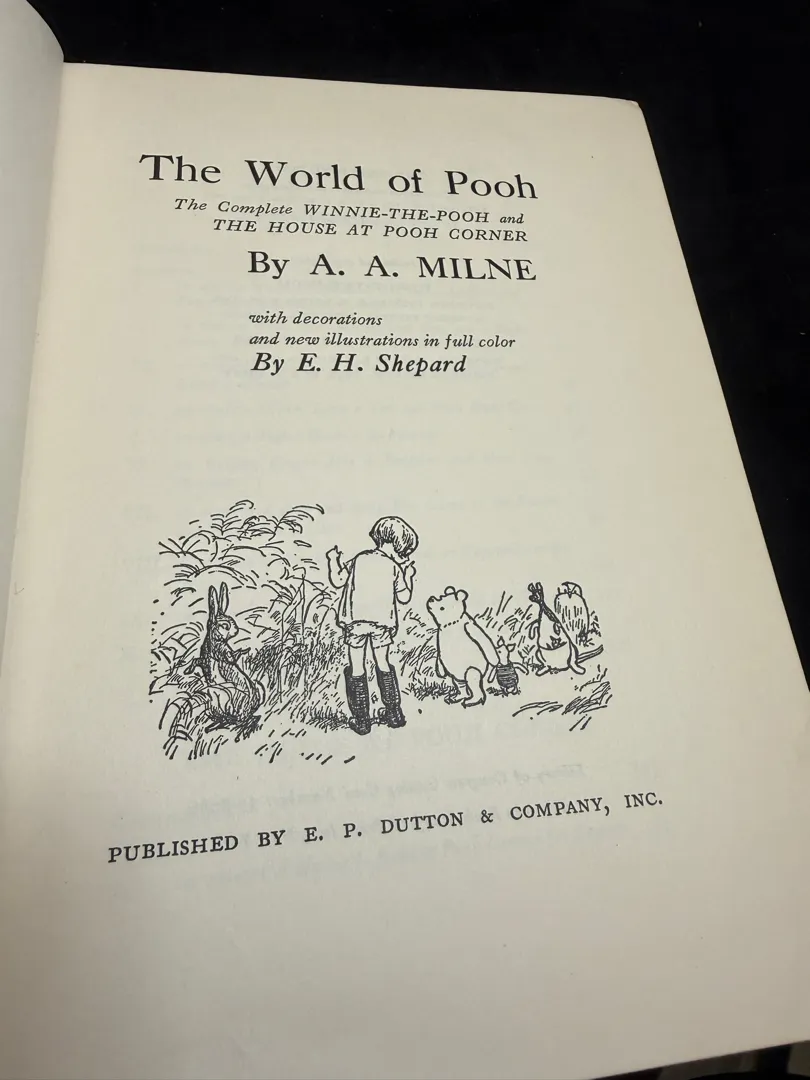 The World of Pooh
The Complete WINNIE-THE-POOH and
THE HOUSE AT POOH CORNER
By A. A. MILNE
with decorations
and new illustrations in full color
By E. H. Shepard
PUBLISHED BY E. P. DUTTON & COMPANY, INC.